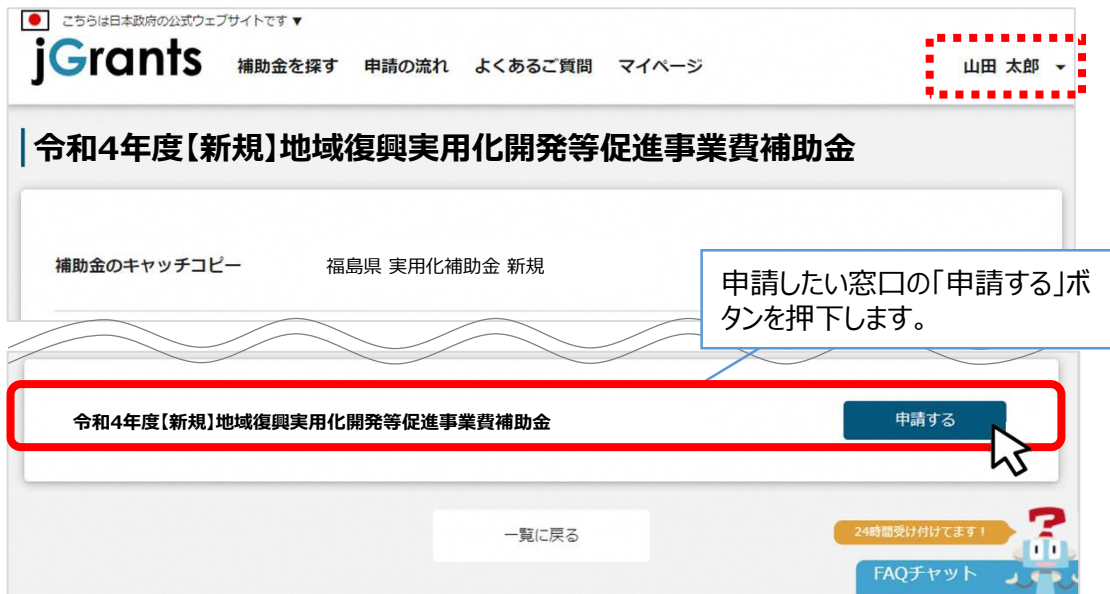 こちらは日本政府の公式ウェブサイトです ▼
jGrants 補助金を探す 申請の流れ よくあるご質問 マイページ 山田 太郎
令和4年度【新規】地域復興実用化開発等促進事業費補助金
補助金のキャッチコピー 福島県 実用化補助金 新規
申請したい窓口の「申請する」ボ
タンを押下します。
令和4年度【新規】地域復興実用化開発等促進事業費補助金 申請する
一覧に戻る
24時間受け付けてます！
?
FAQチャット